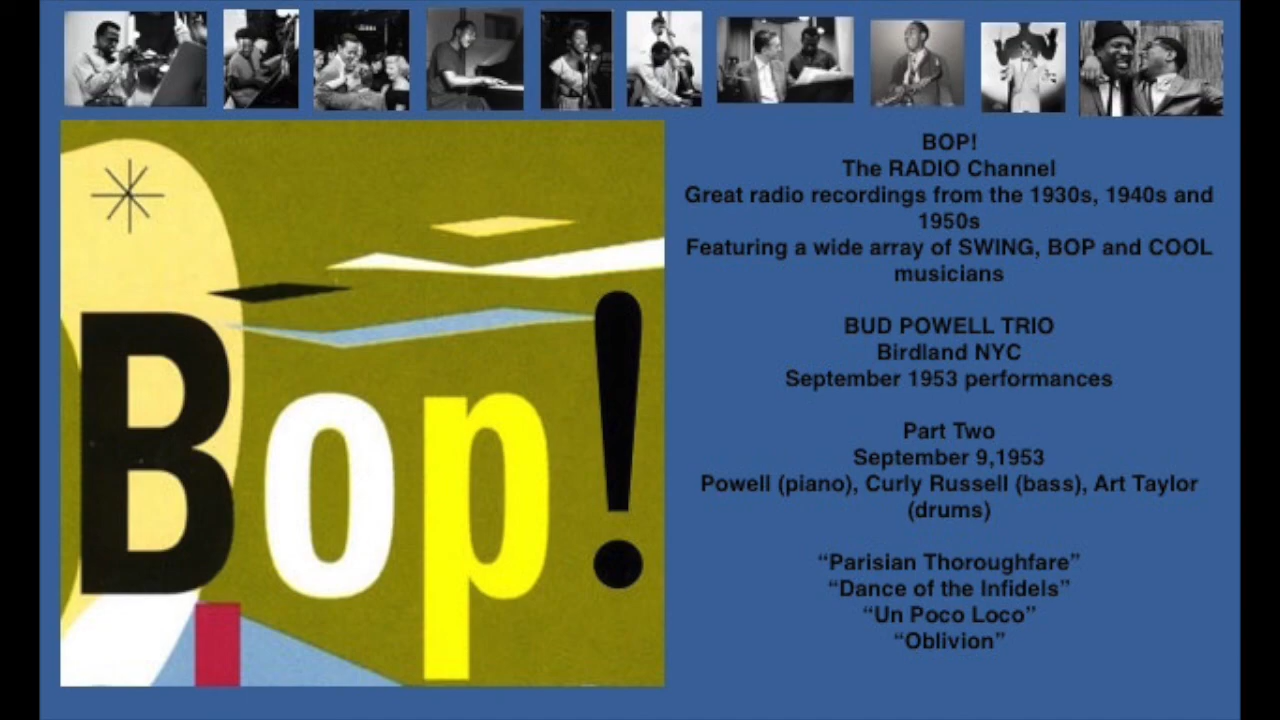 Bop!
BOP!
The RADIO Channel
Great radio recordings from the 1930s, 1940s and
1950s
Featuring a wide array of SWING, BOP and COOL
musicians
BUD POWELL TRIO
Birdland NYC
September 1953 performances
Part Two
September 9,1953
Powell (piano), Curly Russell (bass), Art Taylor
(drums)
“Parisian Thoroughfare”
“Dance of the Infidels”
“Un Poco Loco”
“Oblivion”